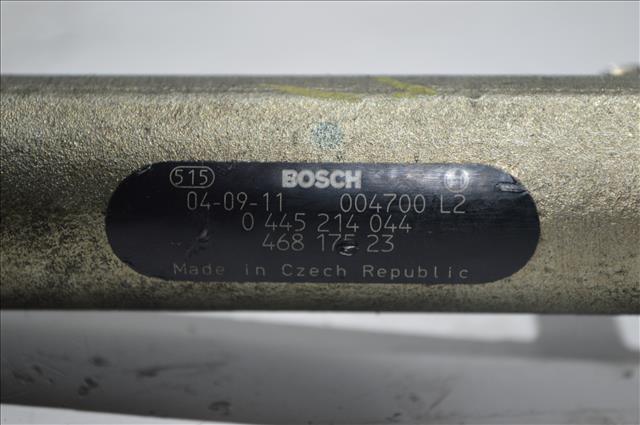 515 BOSCH H
04-09-11 004700 L2
0 445 214 044
468 175 23
Made in Czech Republic